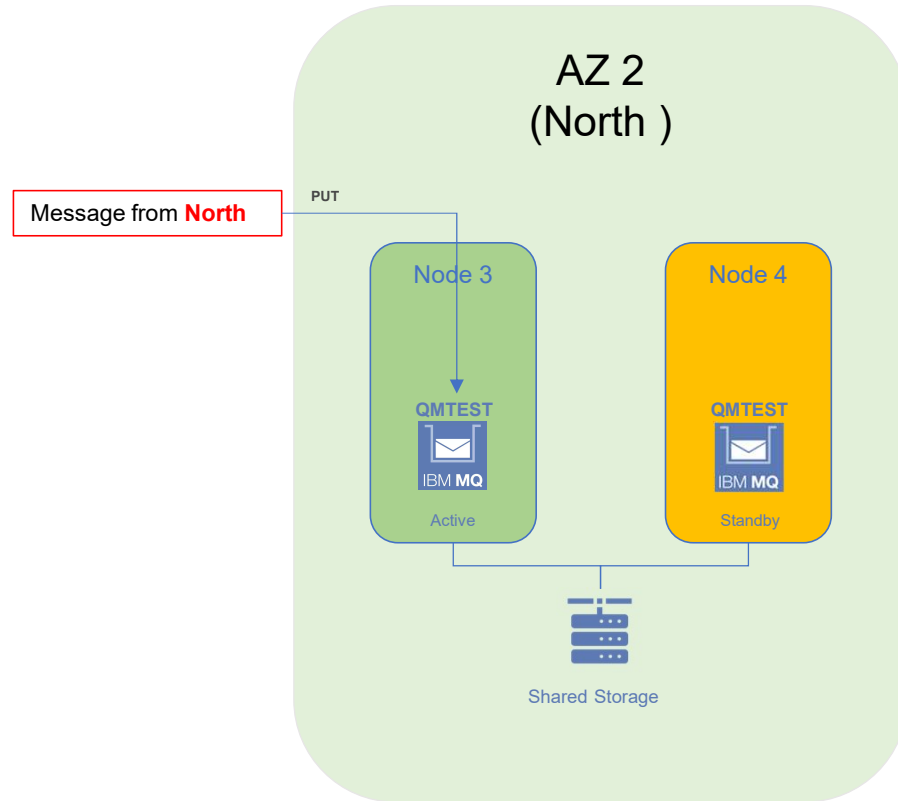 AZ 2
(North )
Message from North
PUT
Node 3
Node 4
QMTEST
QMTEST
IBM MQ
IBM MQ
Active
Standby
Shared Storage